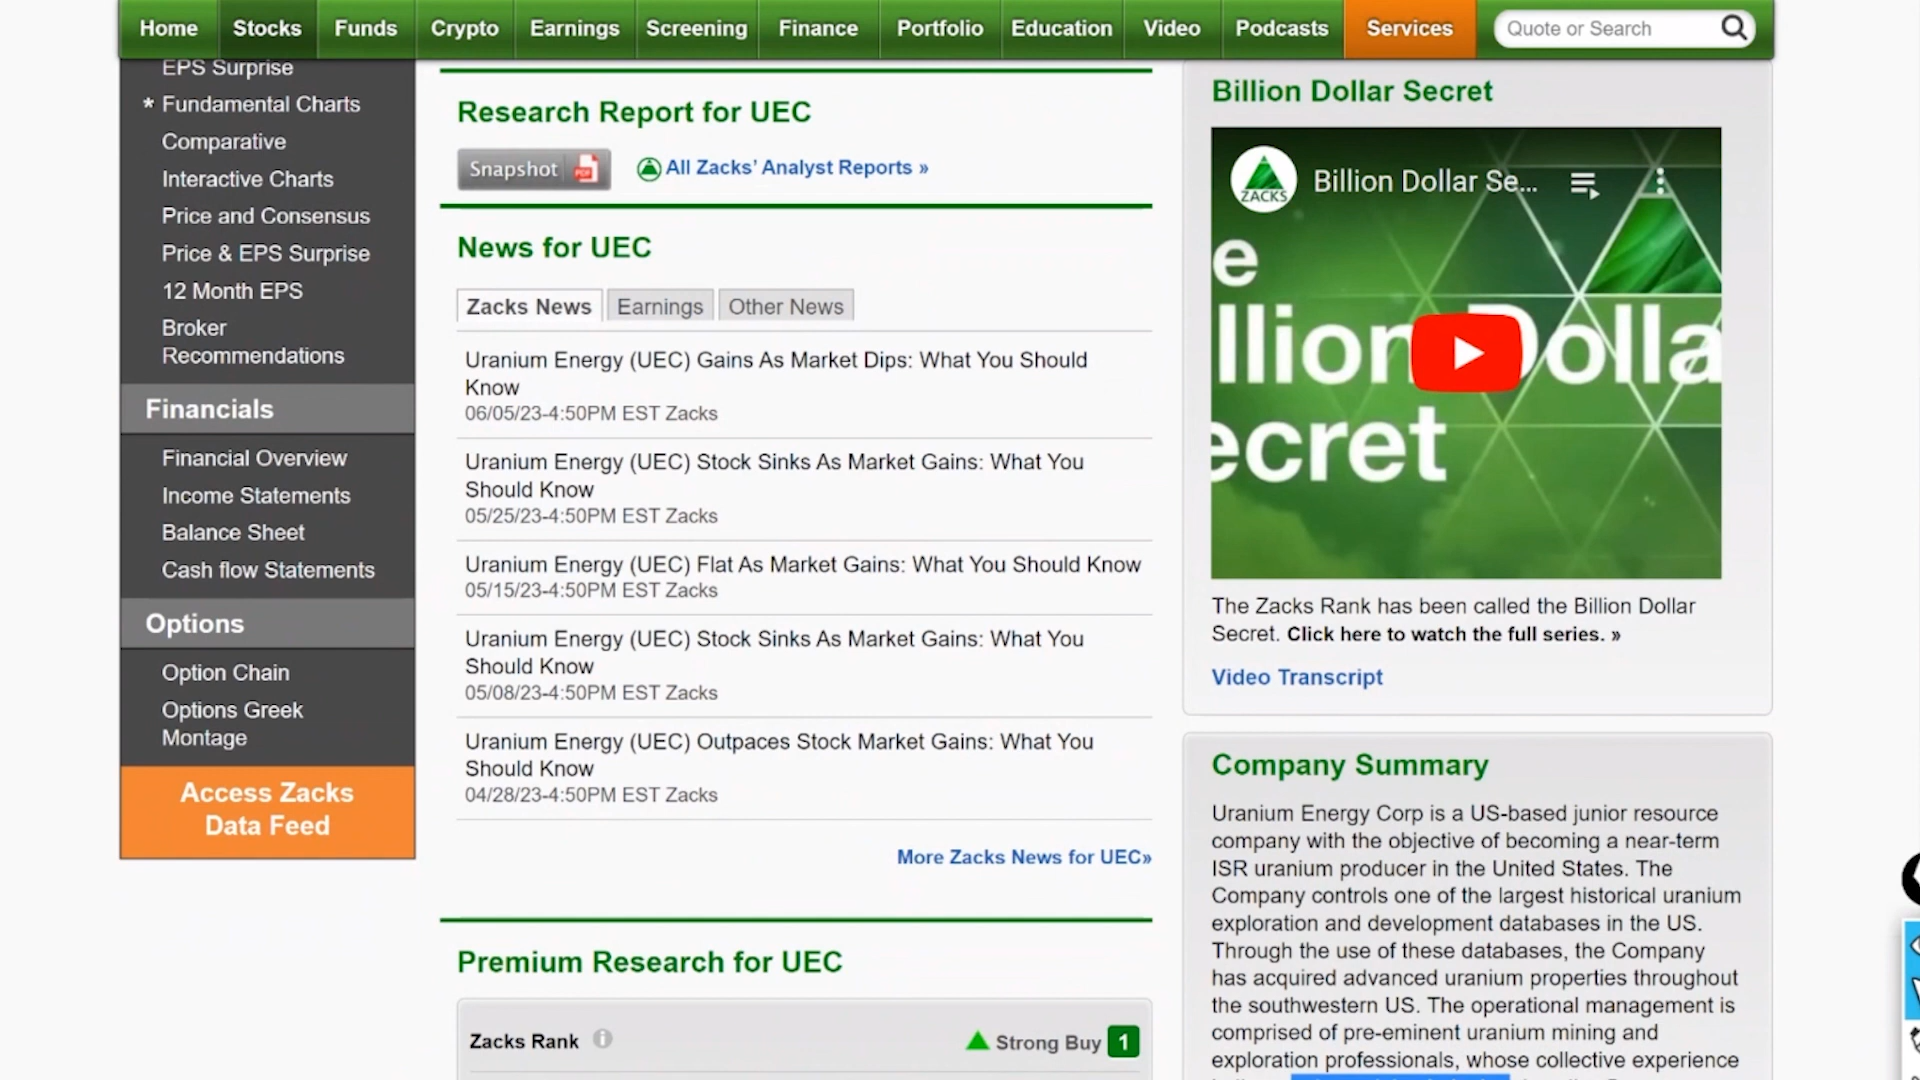 Home Stocks Funds Crypto Earnings Screening Finance Portfolio Education Video Podcasts Services Quote or Search
EPS Surprise
* Fundamental Charts
Comparative
Interactive Charts
Price and Consensus
Price & EPS Surprise
12 Month EPS
Broker
Recommendations
Financials
Financial Overview
Income Statements
Balance Sheet
Cash flow Statements
Options
Option Chain
Options Greek
Montage
Access Zacks
Data Feed
Research Report for UEC
Snapshot PDF All Zacks’ Analyst Reports »
News for UEC
Zacks News Earnings Other News
Uranium Energy (UEC) Gains As Market Dips: What You Should
Know
06/05/23-4:50PM EST Zacks
Uranium Energy (UEC) Stock Sinks As Market Gains: What You
Should Know
05/25/23-4:50PM EST Zacks
Uranium Energy (UEC) Flat As Market Gains: What You Should Know
05/15/23-4:50PM EST Zacks
Uranium Energy (UEC) Stock Sinks As Market Gains: What You
Should Know
05/08/23-4:50PM EST Zacks
Uranium Energy (UEC) Outpaces Stock Market Gains: What You
Should Know
04/28/23-4:50PM EST Zacks
More Zacks News for UEC»
Premium Research for UEC
Zacks Rank Strong Buy 1
Billion Dollar Secret
ZACKS Billion Dollar Se...
e
llion Dolla
ecret
The Zacks Rank has been called the Billion Dollar
Secret. Click here to watch the full series. »
Video Transcript
Company Summary
Uranium Energy Corp is a US-based junior resource
company with the objective of becoming a near-term
ISR uranium producer in the United States. The
Company controls one of the largest historical uranium
exploration and development databases in the US.
Through the use of these databases, the Company
has acquired advanced uranium properties throughout
the southwestern US. The operational management is
comprised of pre-eminent uranium mining and
exploration professionals, whose collective experience